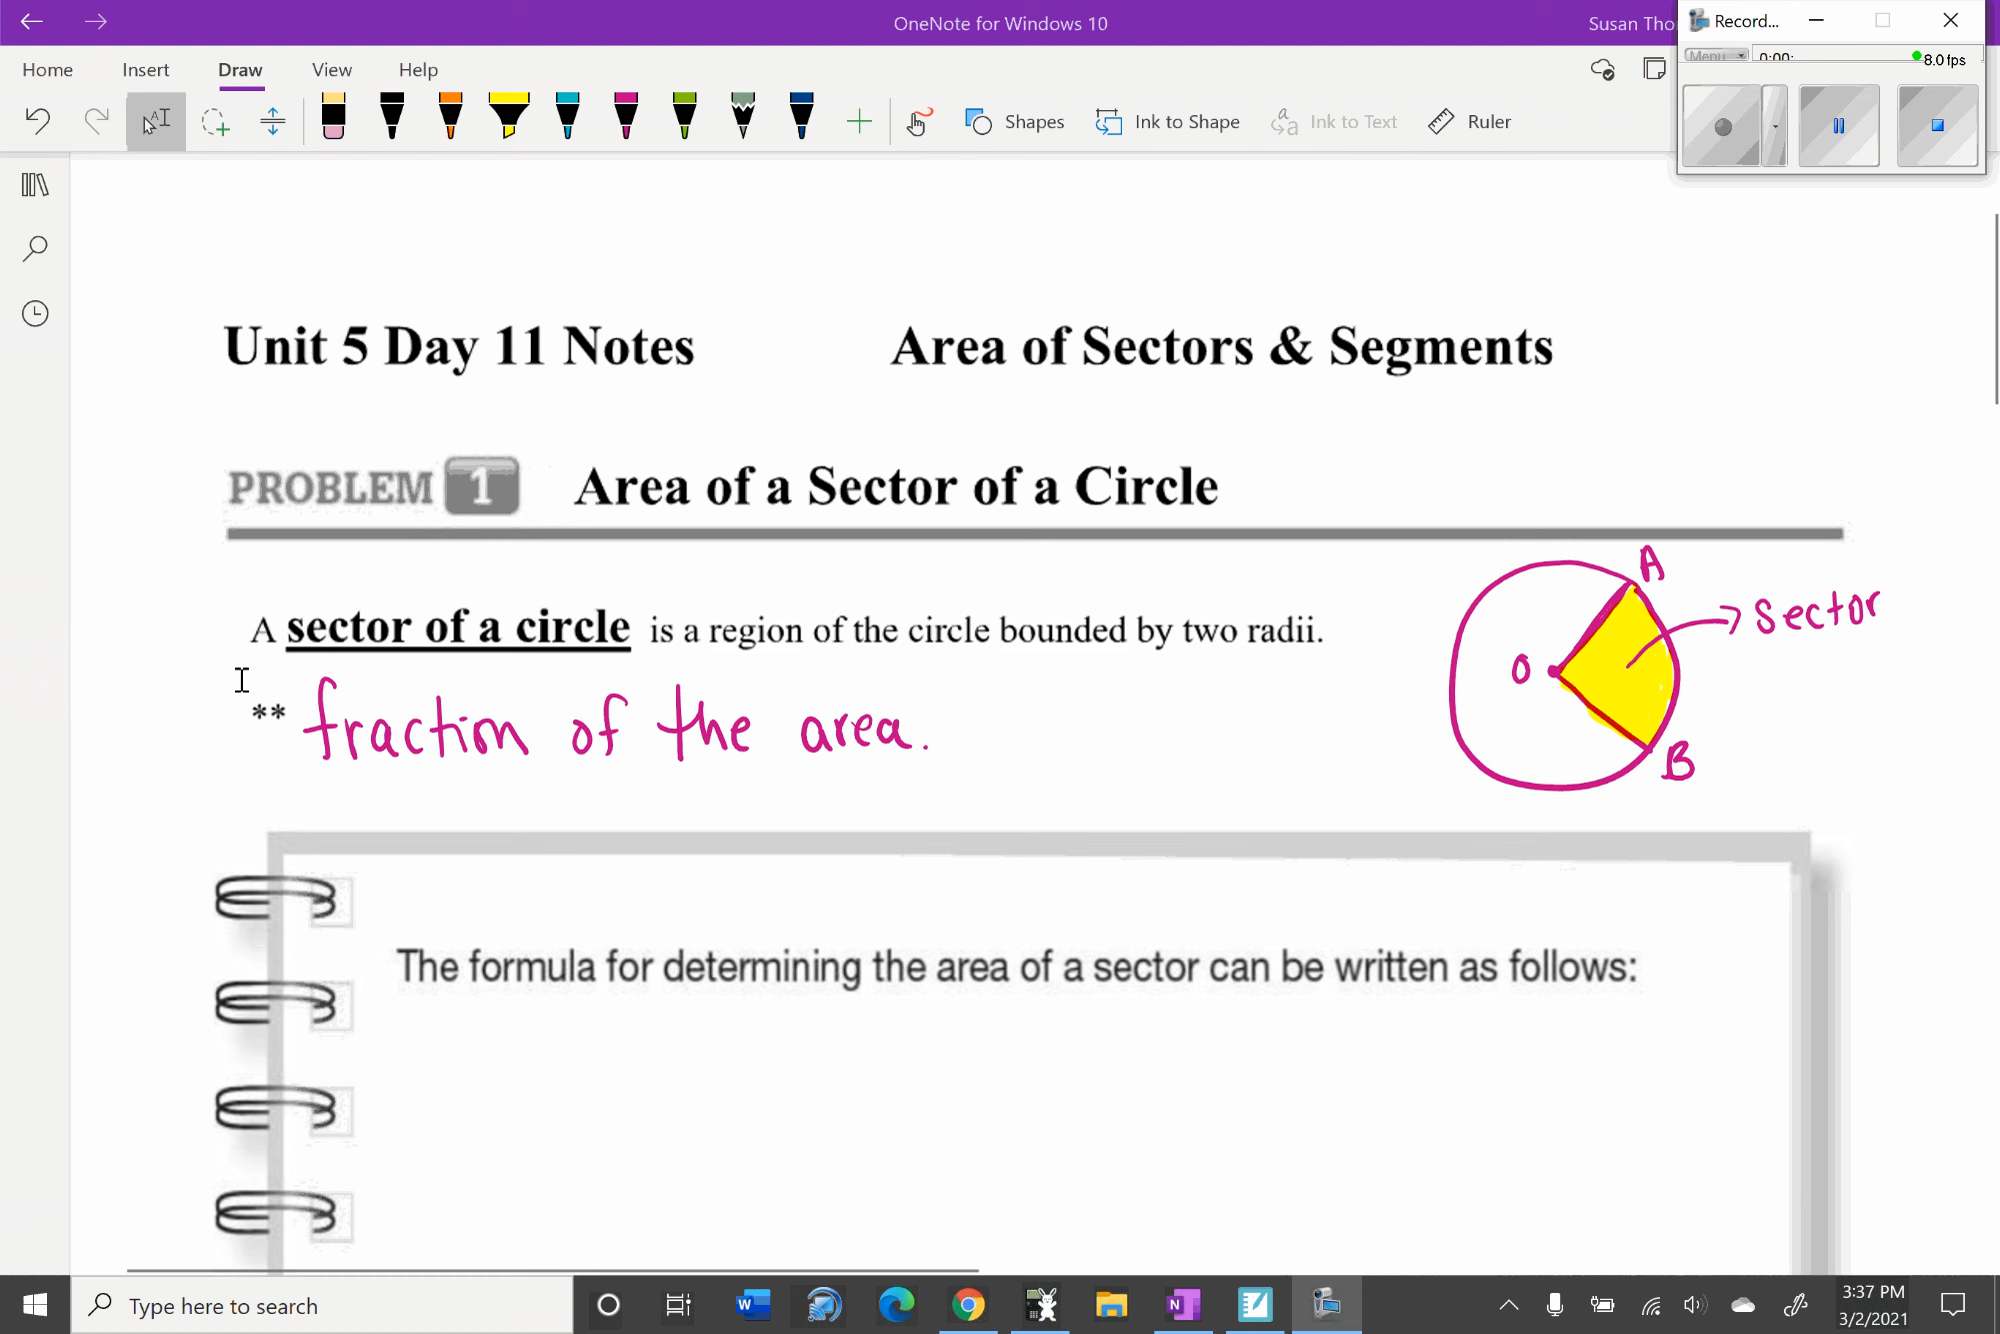 OneNote for Windows 10
Susan Tho
Record...
Home Insert Draw View Help
Menu 0:00: 8.0 fps
Shapes Ink to Shape Ink to Text Ruler
Unit 5 Day 11 Notes Area of Sectors & Segments
PROBLEM 1 Area of a Sector of a Circle
A sector of a circle is a region of the circle bounded by two radii.
** fraction of the area.
A
Sector
O
B
The formula for determining the area of a sector can be written as follows:
Type here to search
3:37 PM
3/2/2021